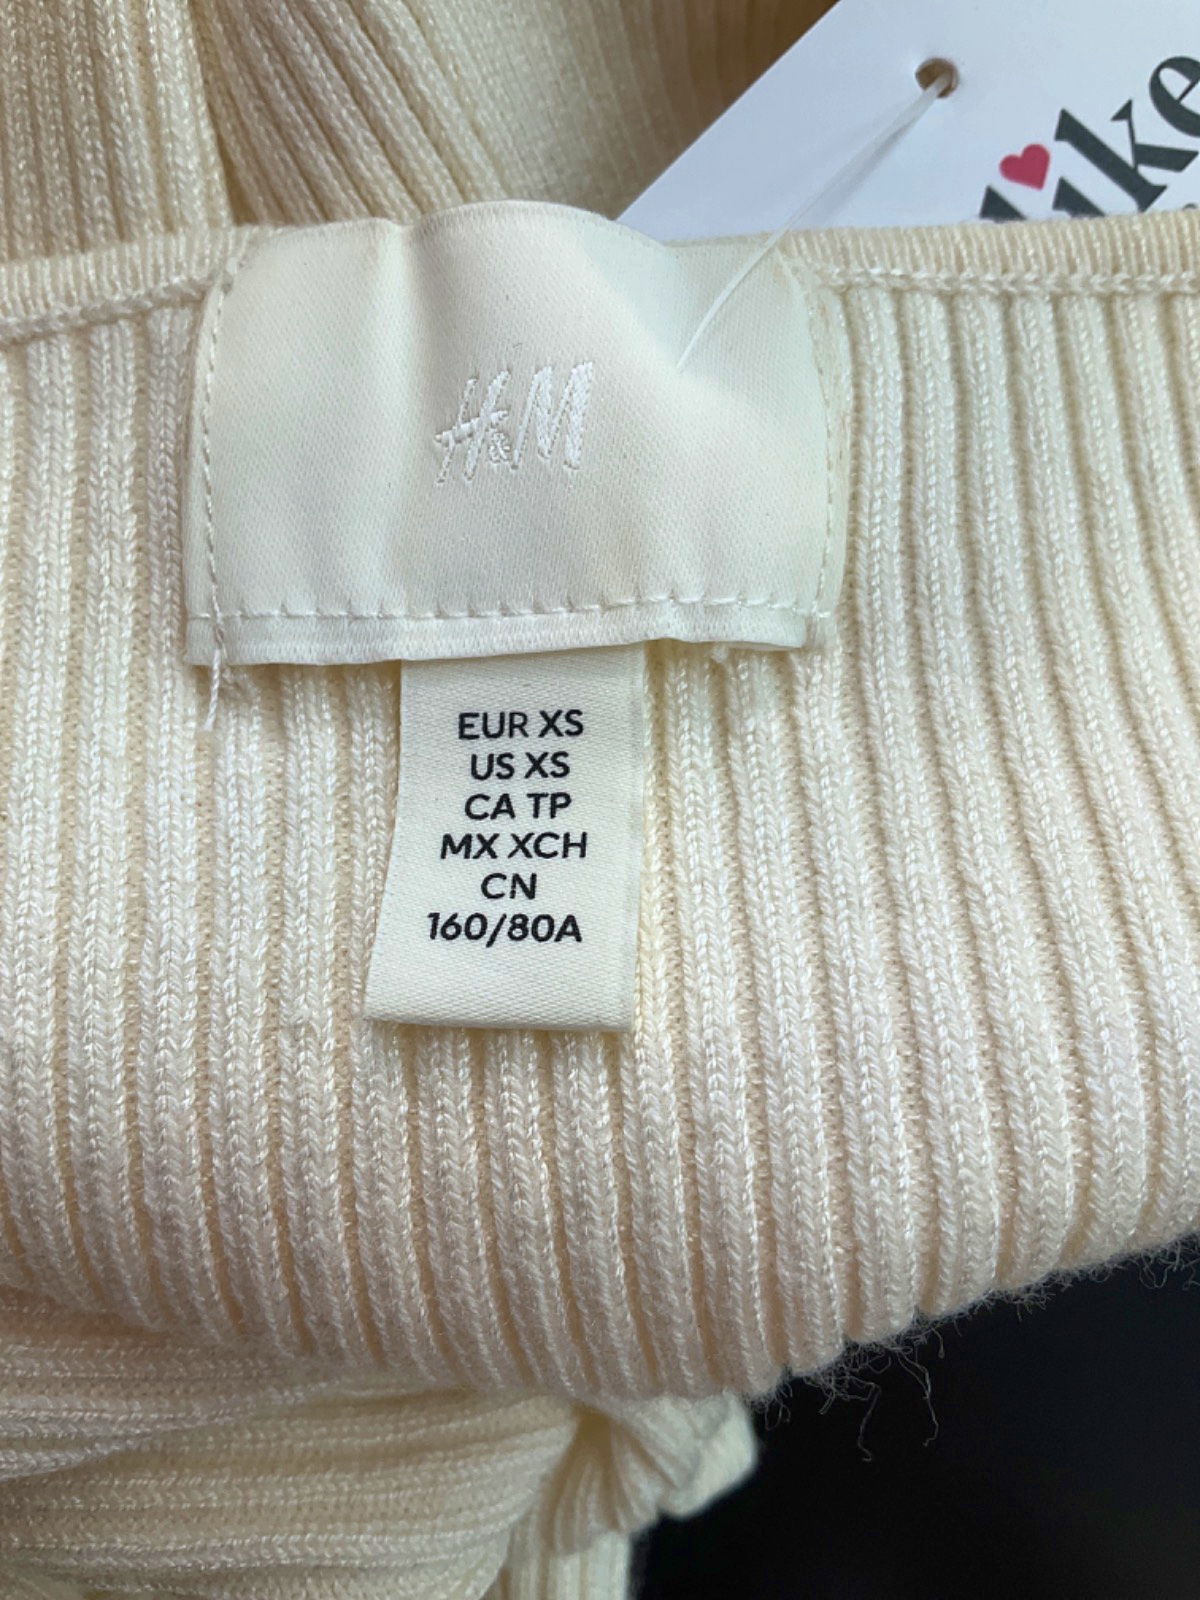 H&M
EUR XS
US XS
CA TP
MX XCH
CN
160/80A